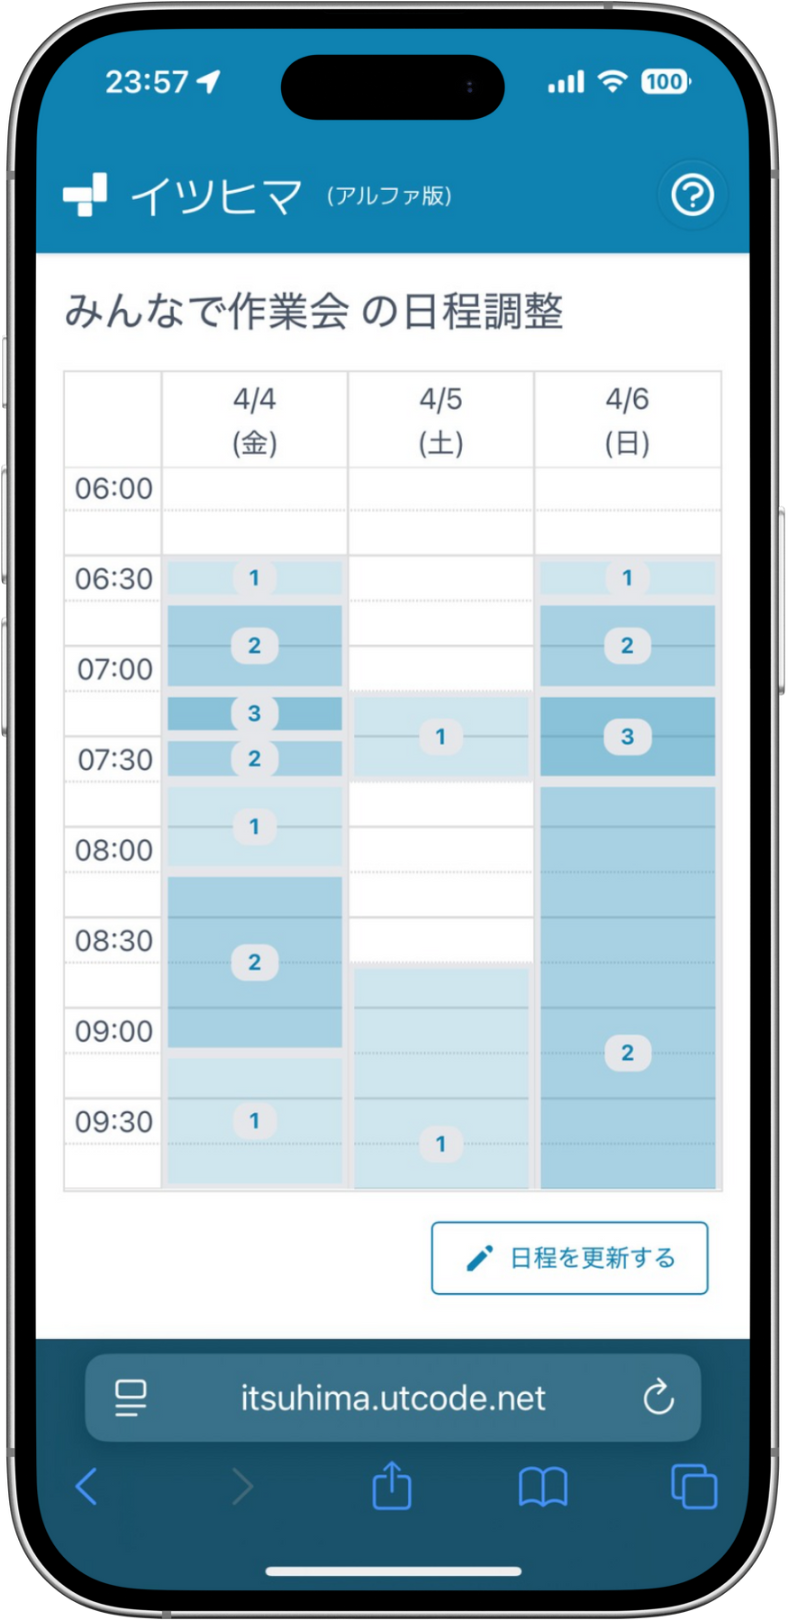 23:57
100
イツヒマ (アルファ版)
みんなで作業会 の日程調整
4/4 4/5 4/6
(金) (土) (日)
06:00
06:30 1 1
2 2
07:00
3 1 3
07:30 2
1
08:00
08:30
2
09:00
2
09:30 1
1
日程を更新する
itsuhima.utcode.net